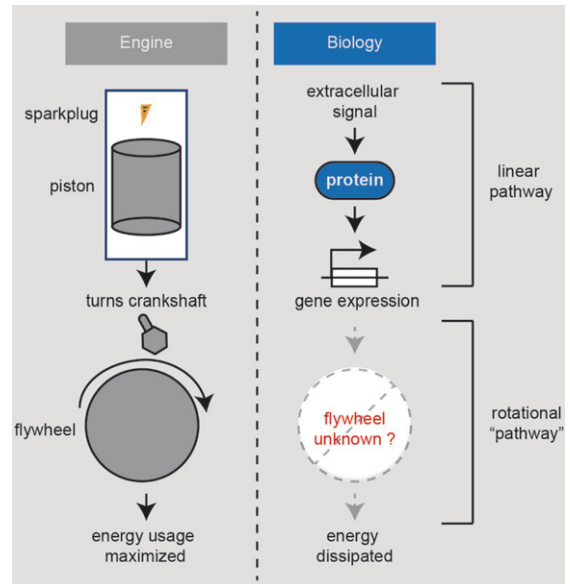 Engine
sparkplug
piston
turns crankshaft
flywheel
energy usage
maximized
Biology
extracellular
signal
protein
gene expression
flywheel
unknown ?
energy
dissipated
linear
pathway
rotational
“pathway”